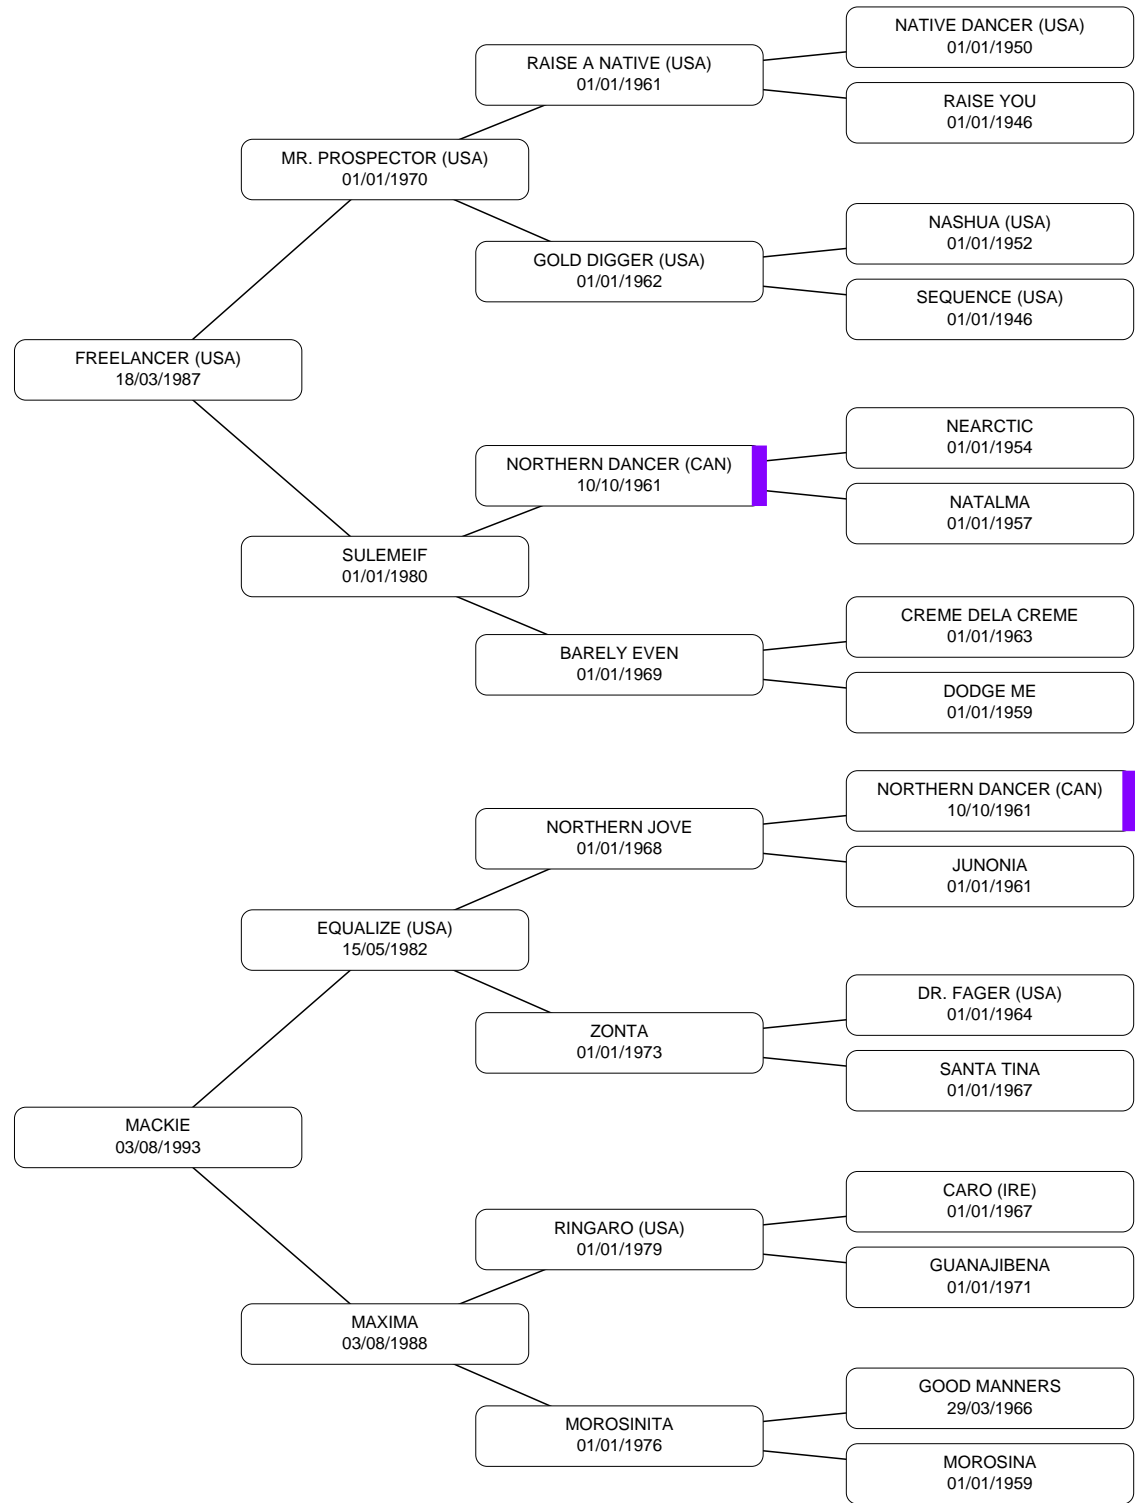 NATIVE DANCER (USA)
01/01/1950
RAISE A NATIVE (USA)
01/01/1961
RAISE YOU
01/01/1946
MR. PROSPECTOR (USA)
01/01/1970
NASHUA (USA)
01/01/1952
GOLD DIGGER (USA)
01/01/1962
SEQUENCE (USA)
01/01/1946
FREELANCER (USA)
18/03/1987
NEARCTIC
01/01/1954
NORTHERN DANCER (CAN)
10/10/1961
NATALMA
01/01/1957
SULEMEIF
01/01/1980
CREME DELA CREME
01/01/1963
BARELY EVEN
01/01/1969
DODGE ME
01/01/1959
NORTHERN DANCER (CAN)
10/10/1961
NORTHERN JOVE
01/01/1968
JUNONIA
01/01/1961
EQUALIZE (USA)
15/05/1982
DR. FAGER (USA)
01/01/1964
ZONTA
01/01/1973
SANTA TINA
01/01/1967
MACKIE
03/08/1993
CARO (IRE)
01/01/1967
RINGARO (USA)
01/01/1979
GUANAJIBENA
01/01/1971
MAXIMA
03/08/1988
GOOD MANNERS
29/03/1966
MOROSINITA
01/01/1976
MOROSINA
01/01/1959